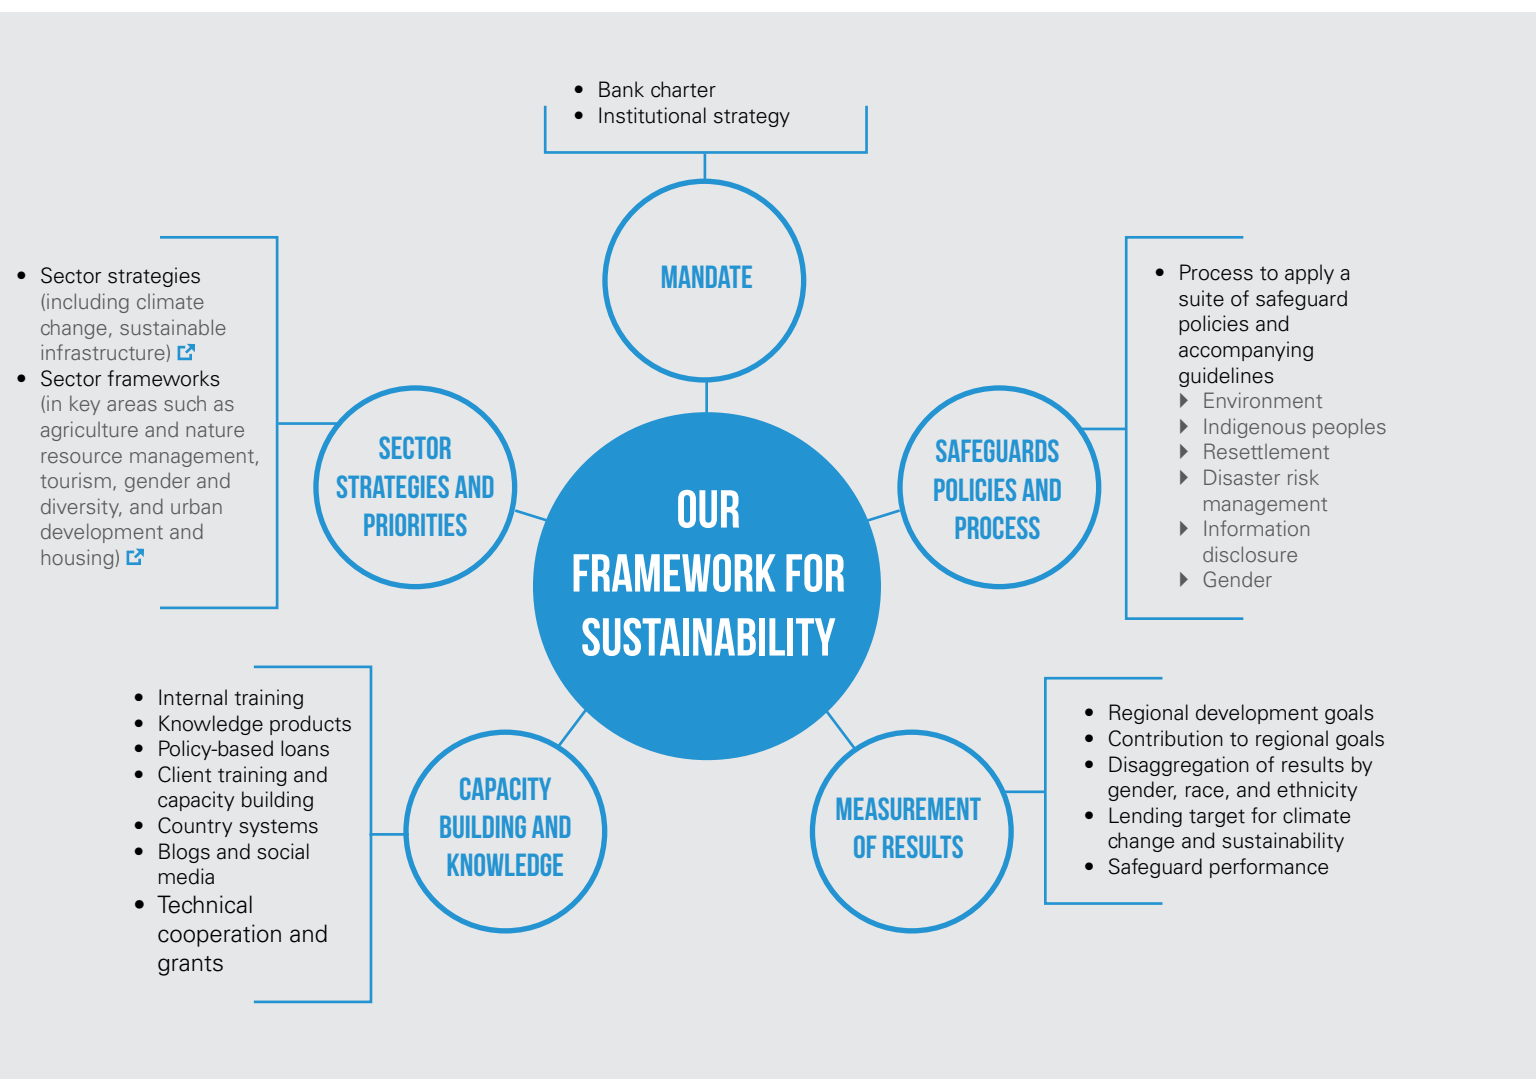 • Bank charter
• Institutional strategy
MANDATE
• Sector strategies
(including climate
change, sustainable
infrastructure)
• Sector frameworks
(in key areas such as
agriculture and nature
resource management,
tourism, gender and
diversity, and urban
development and
housing)
SECTOR
STRATEGIES AND
PRIORITIES
OUR
FRAMEWORK FOR
SUSTAINABILITY
SAFEGUARDS
POLICIES AND
PROCESS
• Process to apply a
suite of safeguard
policies and
accompanying
guidelines
Environment
Indigenous peoples
Resettlement
Disaster risk
management
Information
disclosure
Gender
• Internal training
• Knowledge products
• Policy-based loans
• Client training and
capacity building
• Country systems
• Blogs and social
media
• Technical
cooperation and
grants
CAPACITY
BUILDING AND
KNOWLEDGE
MEASUREMENT
OF RESULTS
• Regional development goals
• Contribution to regional goals
• Disaggregation of results by
gender, race, and ethnicity
• Lending target for climate
change and sustainability
• Safeguard performance